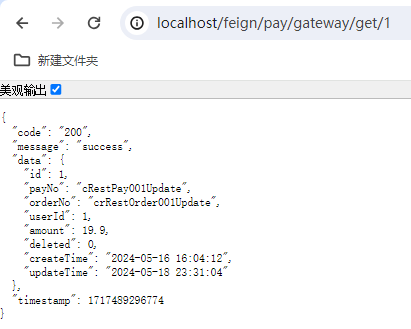 localhost/feign/pay/gateway/get/1
新建文件夹
美观输出
{
  "code": "200",
  "message": "success",
  "data": {
    "id": 1,
    "payNo": "cRestPay001Update",
    "orderNo": "crRestOrder001Update",
    "userId": 1,
    "amount": 19.9,
    "deleted": 0,
    "createTime": "2024-05-16 16:04:12",
    "updateTime": "2024-05-18 23:31:04"
  },
  "timestamp": 1717489296774
}